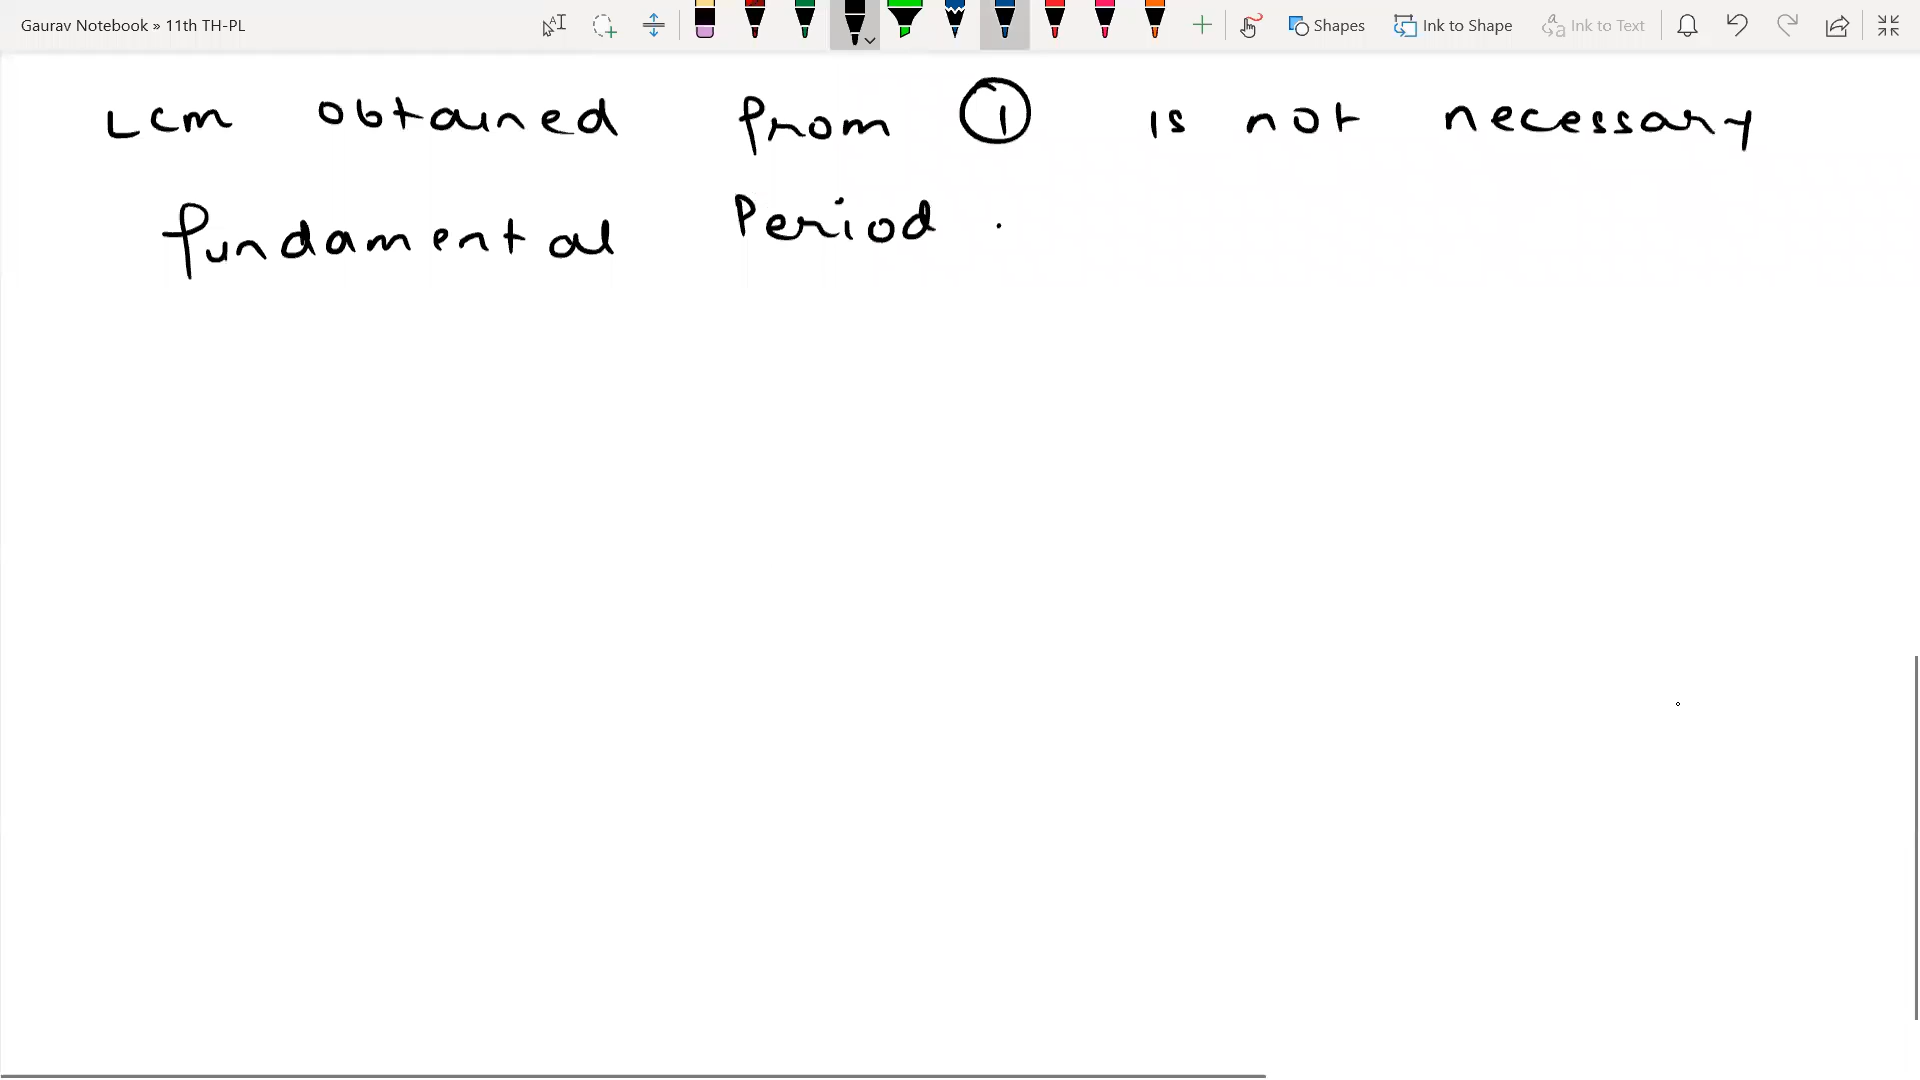 Gaurav Notebook » 11th TH-PL
Shapes
Ink to Shape
Ink to Text
Lcm obtained from ① is not necessary
fundamental Period .